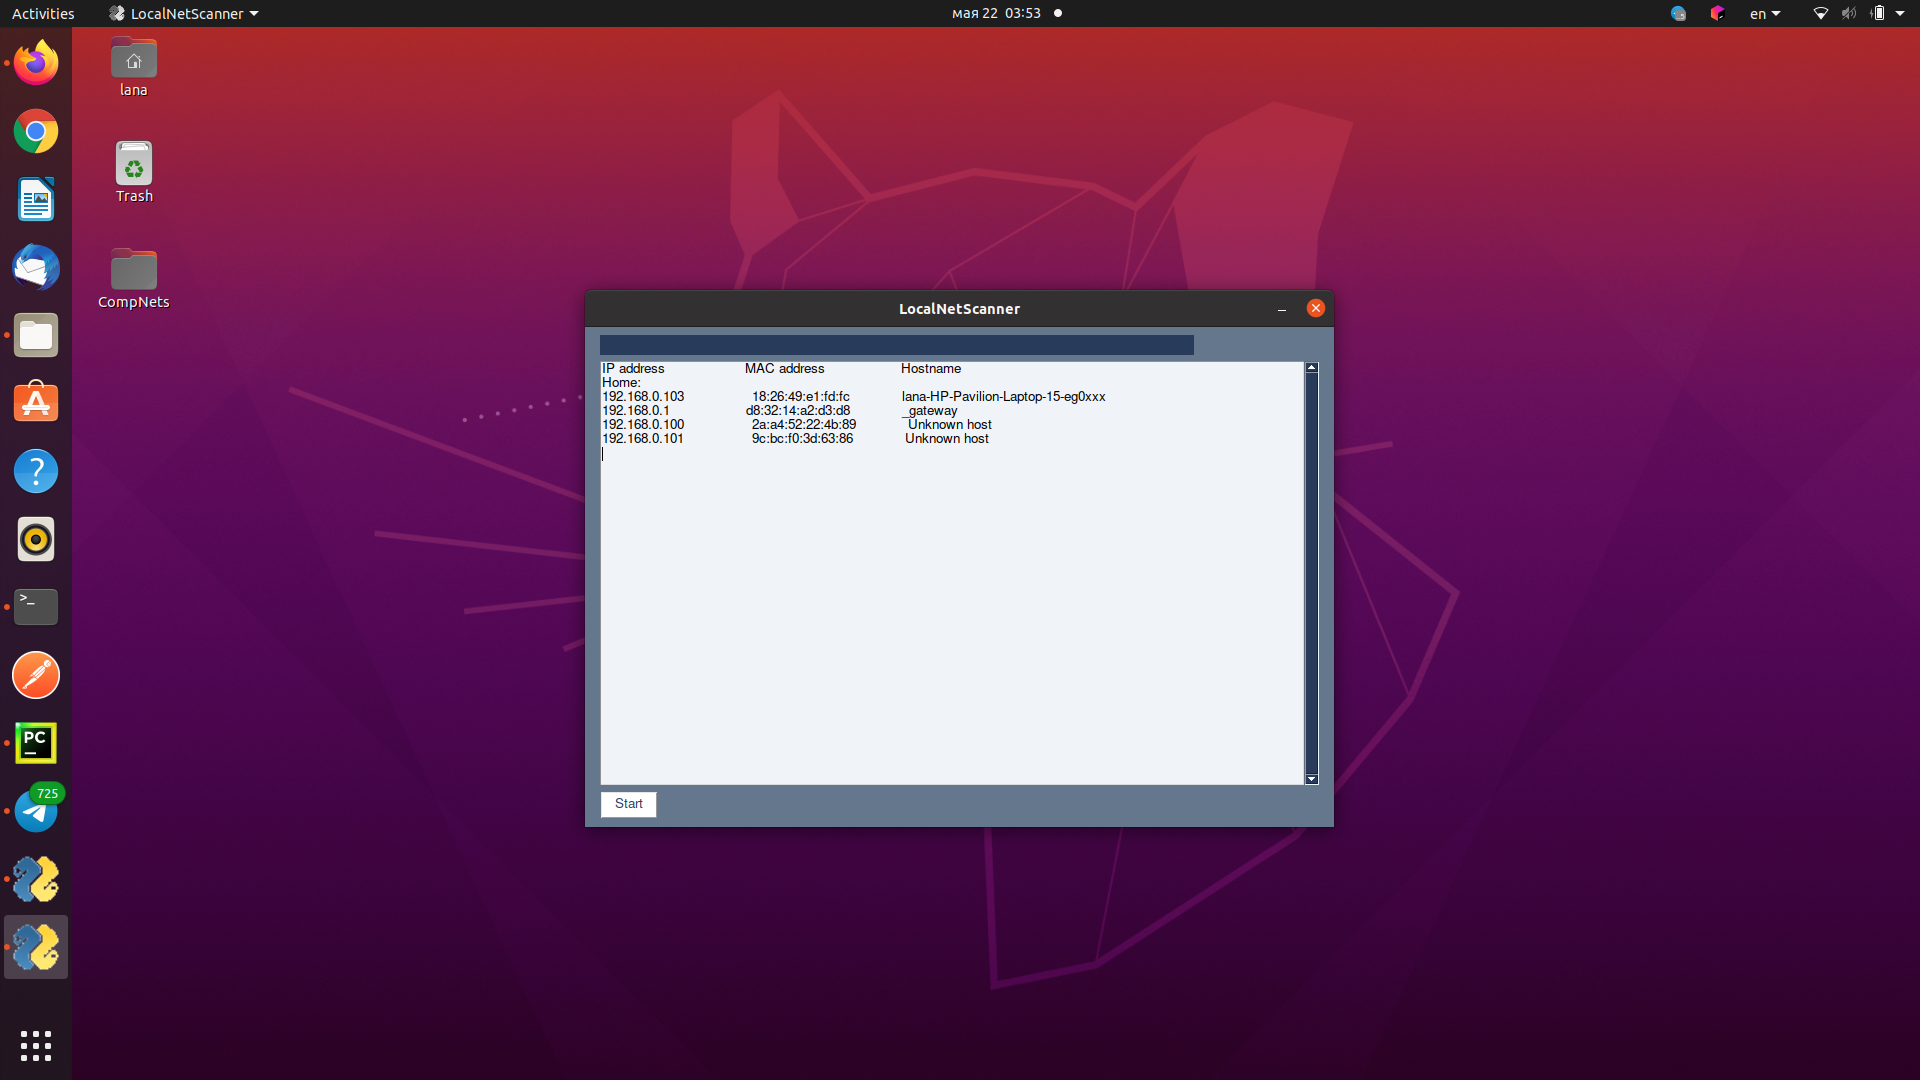 Activities LocalNetScanner мая 22 03:53 en
lana
Trash
CompNets
LocalNetScanner
IP address MAC address Hostname
Home:
192.168.0.103 18:26:49:e1:fd:fc lana-HP-Pavilion-Laptop-15-eg0xxx
192.168.0.1 d8:32:14:a2:d3:d8 _gateway
192.168.0.100 2a:a4:52:22:4b:89 Unknown host
192.168.0.101 9c:bc:f0:3d:63:86 Unknown host
Start
>_
PC
725